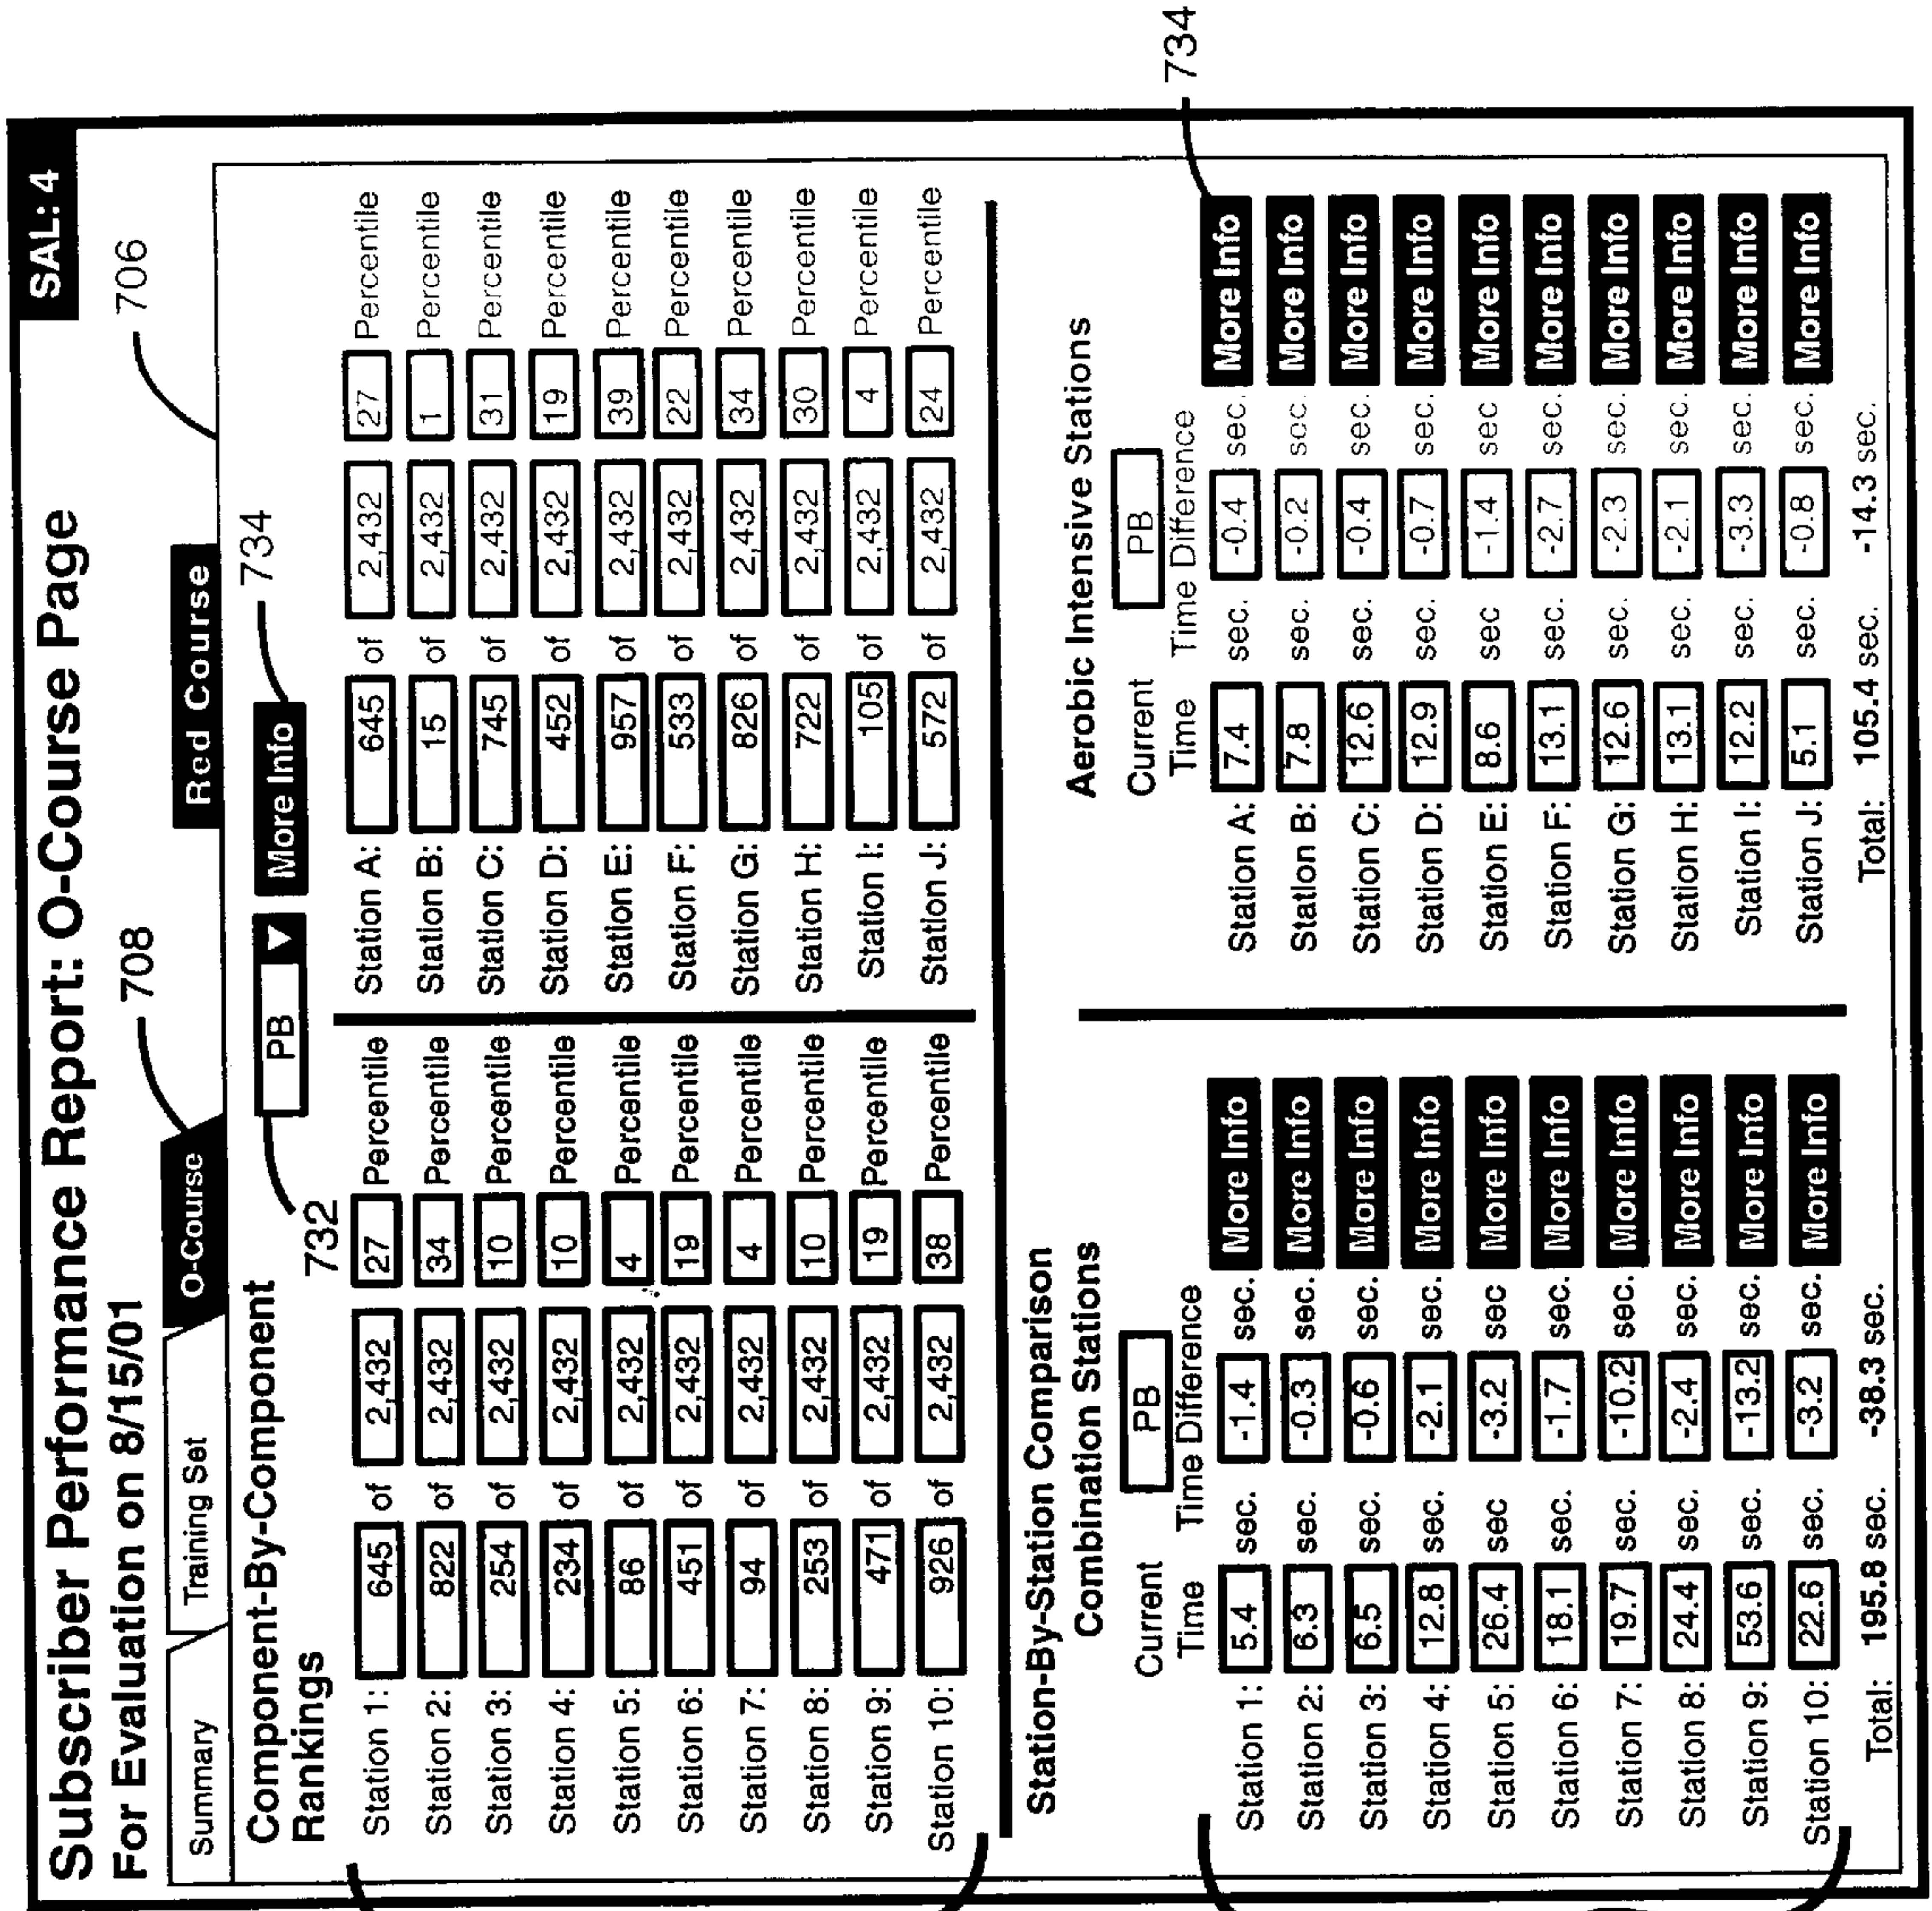 SAL: 4
Subscriber Performance Report: O-Course Page
For Evaluation on 8/15/01
708
706
Summary
Training Set
O-Course
Red Course
Component-By-Component
Rankings
732
PB
More Info
734
Station 1: 645 of 2,432 27 Percentile
Station 2: 822 of 2,432 34 Percentile
Station 3: 254 of 2,432 10 Percentile
Station 4: 234 of 2,432 10 Percentile
Station 5: 86 of 2,432 4 Percentile
Station 6: 451 of 2,432 19 Percentile
Station 7: 94 of 2,432 4 Percentile
Station 8: 253 of 2,432 10 Percentile
Station 9: 471 of 2,432 19 Percentile
Station 10: 926 of 2,432 38 Percentile
Station A: 645 of 2,432 27 Percentile
Station B: 15 of 2,432 1 Percentile
Station C: 745 of 2,432 31 Percentile
Station D: 452 of 2,432 19 Percentile
Station E: 957 of 2,432 39 Percentile
Station F: 533 of 2,432 22 Percentile
Station G: 826 of 2,432 34 Percentile
Station H: 722 of 2,432 30 Percentile
Station I: 105 of 2,432 4 Percentile
Station J: 572 of 2,432 24 Percentile
Station-By-Station Comparison
Combination Stations
Current
PB
Time Time Difference
Station 1: 5.4 sec. -1.4 sec. More Info
Station 2: 6.3 sec. -0.3 sec. More Info
Station 3: 6.5 sec. -0.6 sec. More Info
Station 4: 12.8 sec. -2.1 sec. More Info
Station 5: 26.4 sec -3.2 sec More Info
Station 6: 18.1 sec. -1.7 sec. More Info
Station 7: 19.7 sec. -10.2 sec. More Info
Station 8: 24.4 sec. -2.4 sec. More Info
Station 9: 53.6 sec. -13.2 sec. More Info
Station 10: 22.6 sec. -3.2 sec. More Info
Total: 195.8 sec. -38.3 sec.
Aerobic Intensive Stations
Current
PB
Time Time Difference
734
Station A: 7.4 sec. -0.4 sec. More Info
Station B: 7.8 sec. -0.2 sec. More Info
Station C: 12.6 sec. -0.4 sec. More Info
Station D: 12.9 sec. -0.7 sec. More Info
Station E: 8.6 sec -1.4 sec More Info
Station F: 13.1 sec. -2.7 sec. More Info
Station G: 12.6 sec. -2.3 sec. More Info
Station H: 13.1 sec. -2.1 sec. More Info
Station I: 12.2 sec. -3.3 sec. More Info
Station J: 5.1 sec. -0.8 sec. More Info
Total: 105.4 sec. -14.3 sec.